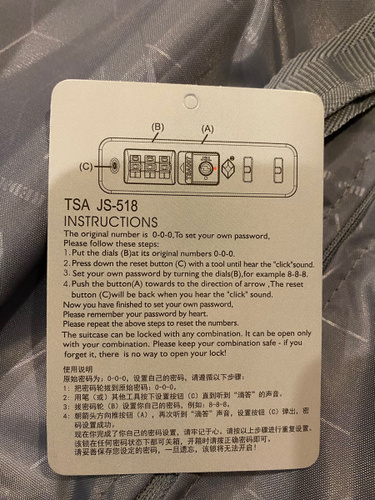 (B)
(A)
(C)
TSA JS-518
INSTRUCTIONS
The original number is 0-0-0,To set your own password,
Please follow these steps:
1.Put the dials (B)at its original numbers 0-0-0.
2.Press down the reset button (C) with a tool until hear the "click"sound.
3. Set your own password by turning the dials(B),for example 8-8-8.
4.Push the button(A) towards to the direction of arrow ,The reset
button (C)will be back when you hear the "click" sound.
Now you have finished to set your own password,
Please remember your password by heart.
Please repeat the above steps to reset the numbers.
The suitcase can be locked with any combination. It can be open only
with your combination. Please keep your combination safe - if you
forget it, there is no way to open your lock!
使用说明
原始密码为：0-0-0，设置自己的密码，请遵循以下步骤：
1：把密码轮拔到原始密码：0-0-0。
2：用笔（或）其他工具按下设置按钮（C）直到听到“滴答”的声音。
3：拔密码轮（B）设置你自己的密码，例如：8-8-8。
4：朝箭头方向推按钮（A），再次听到“滴答”声音，设置按钮（C）弹出，密
码设置成功。
现在你完成了你自己的密码设置，请牢记于心，请按以上步骤进行重复设置。
该锁在任何密码状态下都可关箱，开箱时请拨正确密码即可，
请妥善保存您设定的密码，一旦遗忘，该锁将无法开启！